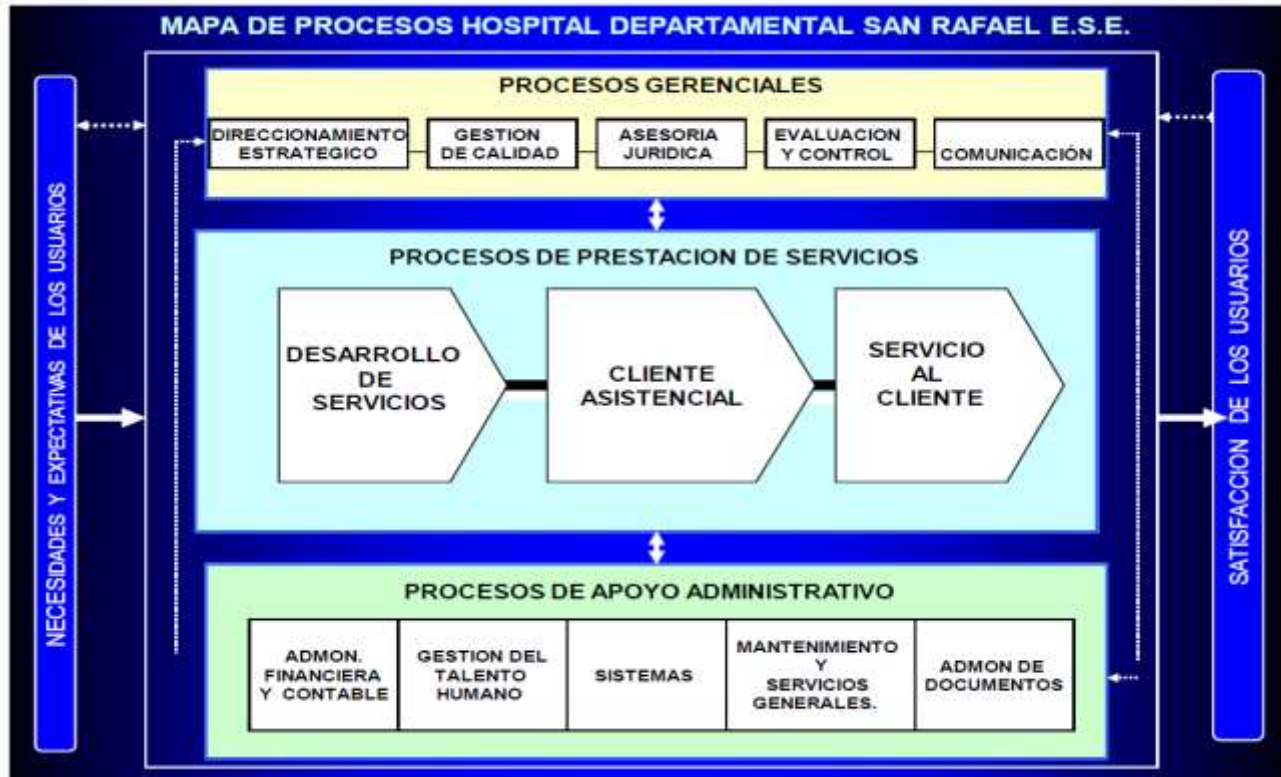 MAPA DE PROCESOS HOSPITAL DEPARTAMENTAL SAN RAFAEL E.S.E.
NECESIDADES Y EXPECTATIVAS DE LOS USUARIOS
PROCESOS GERENCIALES
DIRECCIONAMIENTO
ESTRATEGICO
GESTION
DE CALIDAD
ASESORIA
JURIDICA
EVALUACION
Y CONTROL
COMUNICACIÓN
PROCESOS DE PRESTACION DE SERVICIOS
DESARROLLO
DE
SERVICIOS
CLIENTE
ASISTENCIAL
SERVICIO
AL
CLIENTE
PROCESOS DE APOYO ADMINISTRATIVO
ADMON.
FINANCIERA
Y CONTABLE
GESTION DEL
TALENTO
HUMANO
SISTEMAS
MANTENIMIENTO
Y
SERVICIOS
GENERALES.
ADMON DE
DOCUMENTOS
SATISFACCION DE LOS USUARIOS